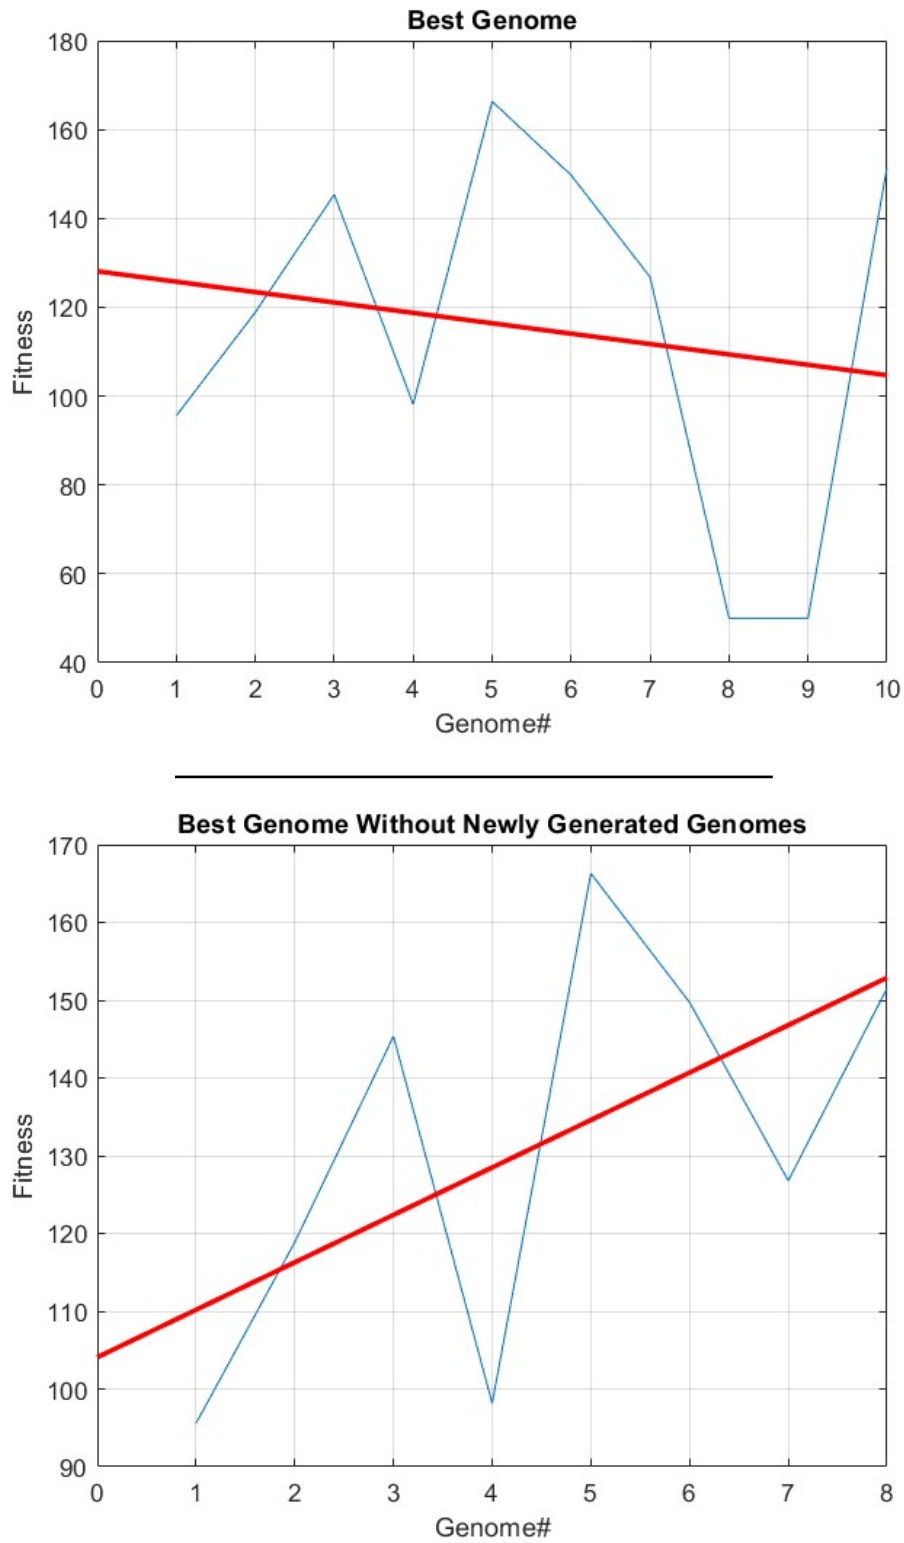 Best Genome
180
160
140
120
100
80
60
40
Fitness
0 1 2 3 4 5 6 7 8 9 10
Genome#
Best Genome Without Newly Generated Genomes
170
160
150
140
130
120
110
100
90
Fitness
0 1 2 3 4 5 6 7 8
Genome#